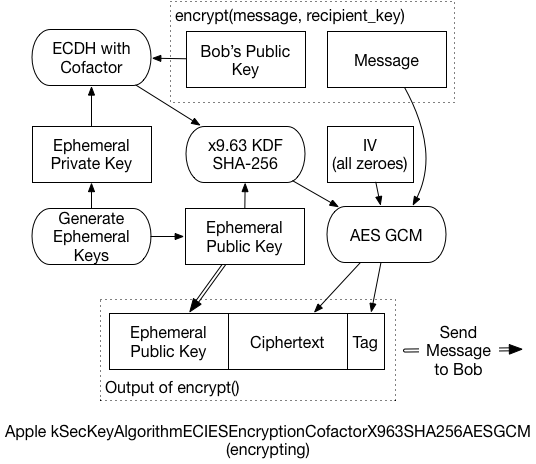 encrypt(message, recipient_key)
ECDH with
Cofactor
Bob's Public
Key
Message
Ephemeral
Private Key
x9.63 KDF
SHA-256
IV
(all zeroes)
Generate
Ephemeral
Keys
Ephemeral
Public Key
AES GCM
Ephemeral
Public Key
Ciphertext
Tag
Output of encrypt()
Send
Message
to Bob
Apple kSecKeyAlgorithmECIESEncryptionCofactorX963SHA256AESGCM
(encrypting)